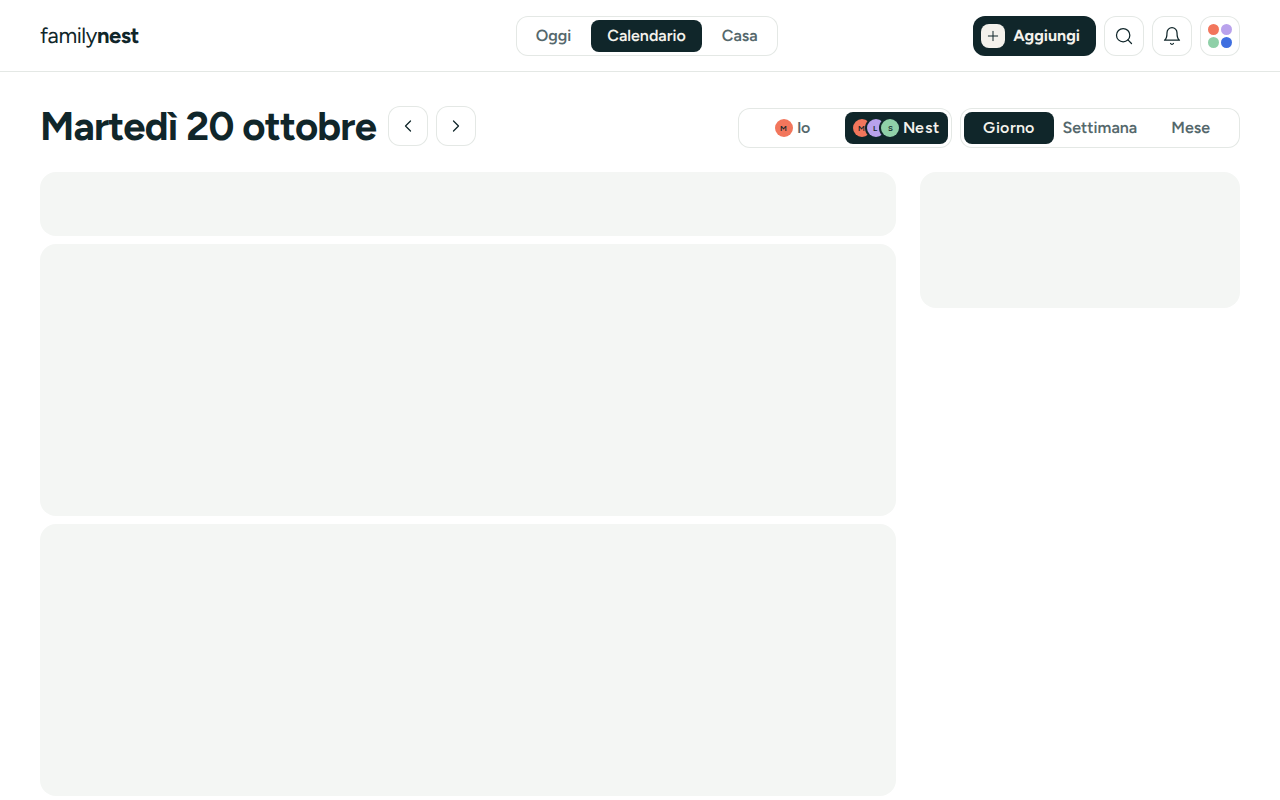 familynest
Oggi Calendario Casa
Aggiungi
Martedì 20 ottobre
M Io
M L S Nest
Giorno Settimana Mese